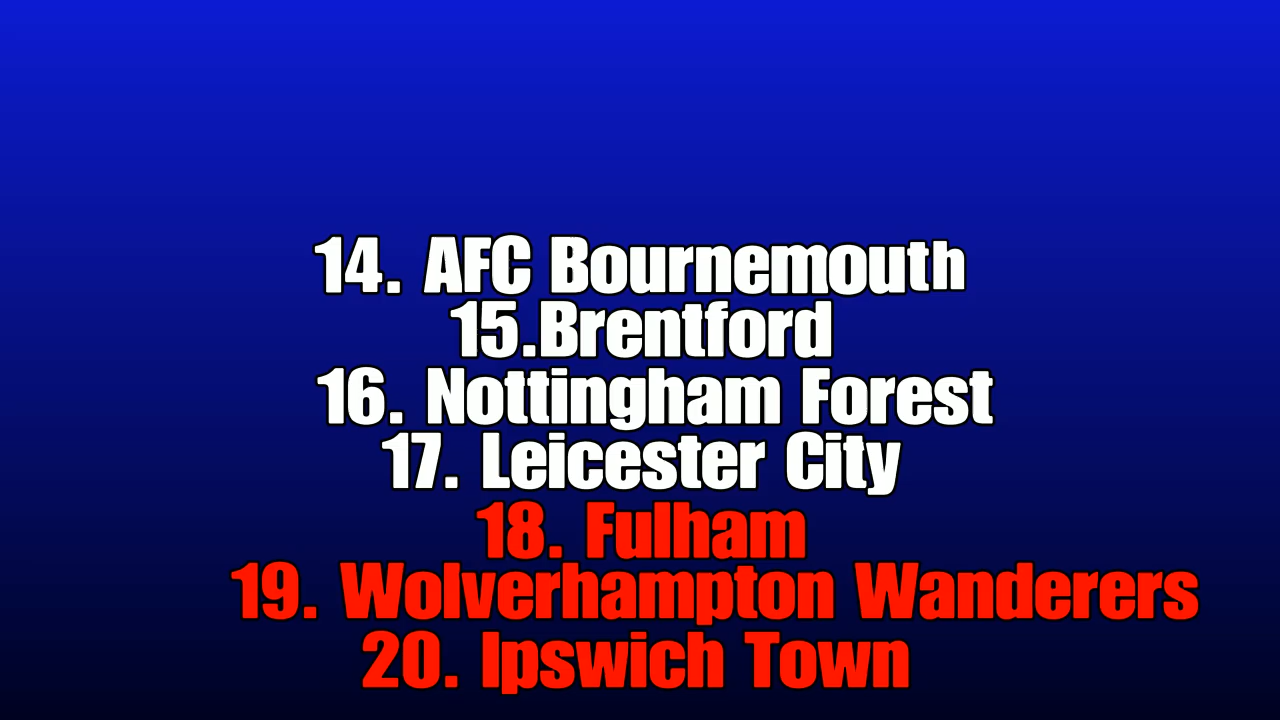 14. AFC Bournemouth
15.Brentford
16. Nottingham Forest
17. Leicester City
18. Fulham
19. Wolverhampton Wanderers
20. Ipswich Town